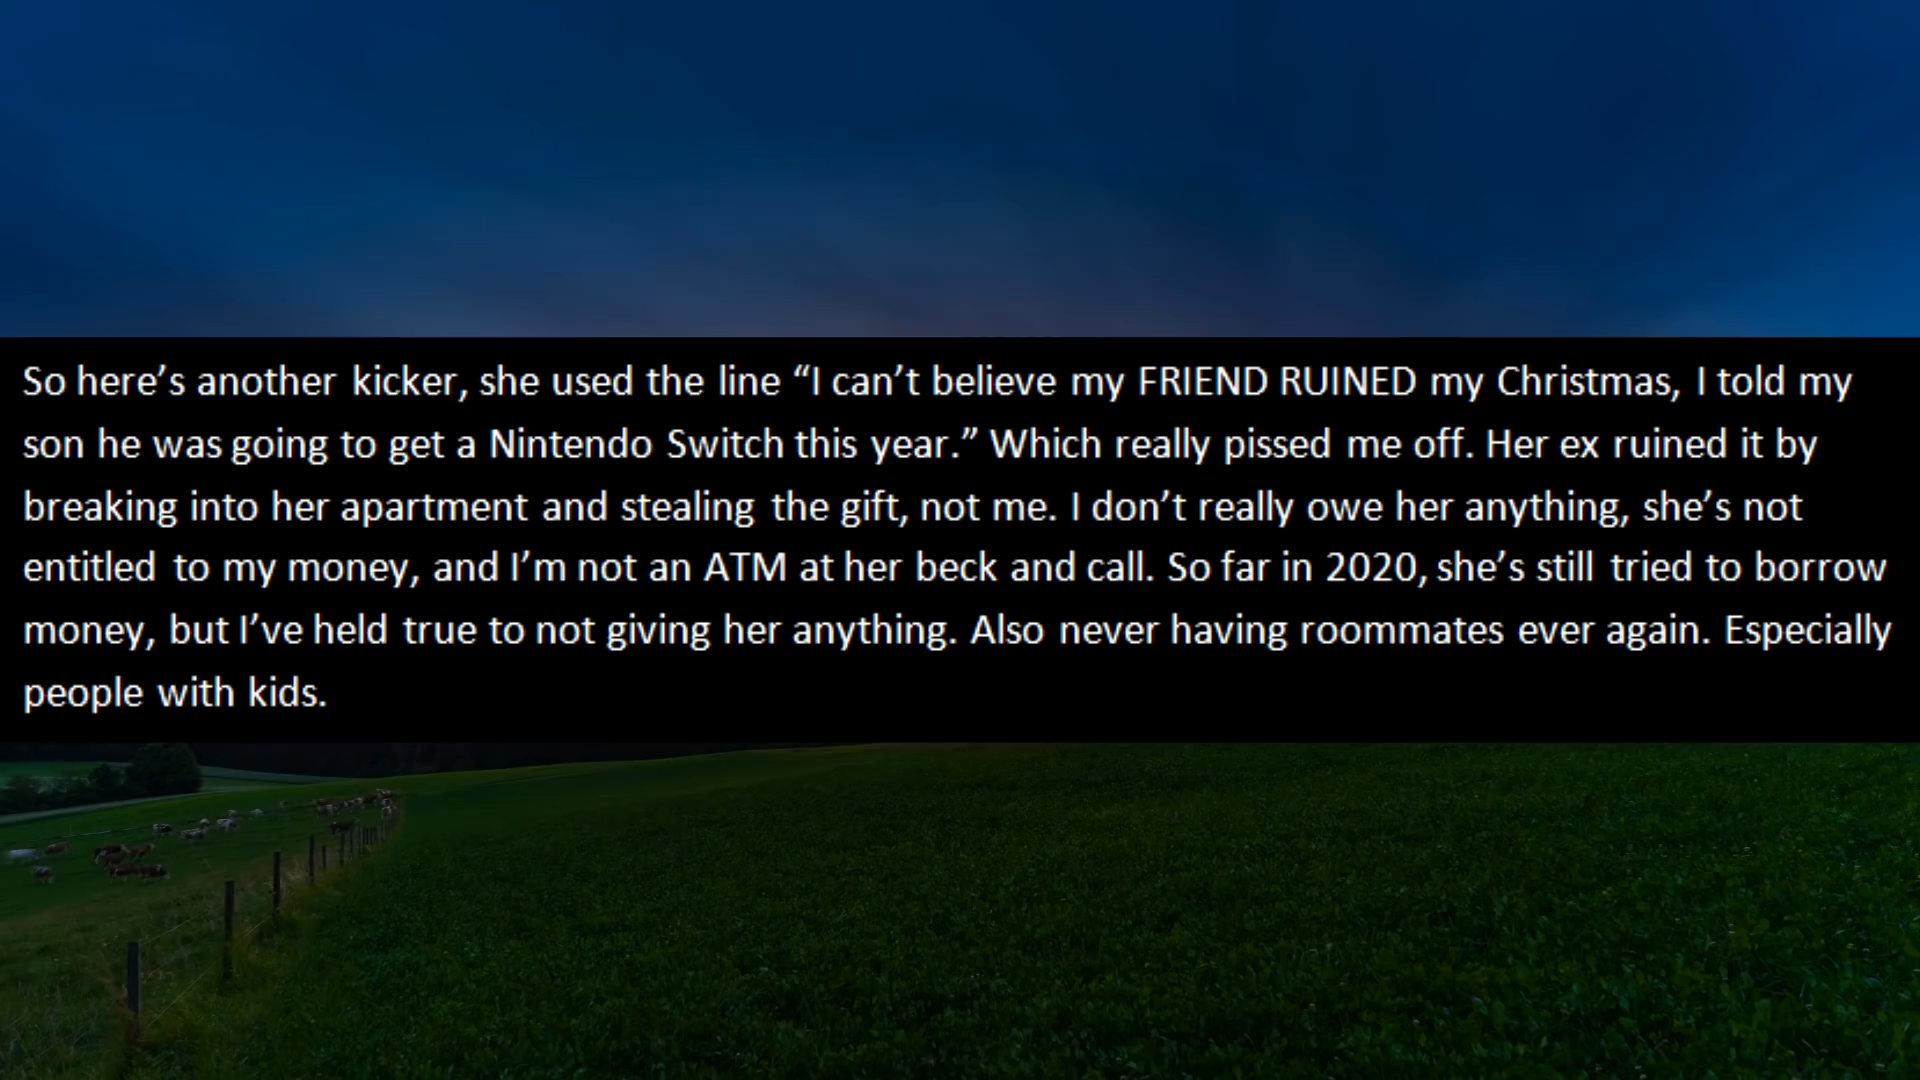 So here’s another kicker, she used the line “I can’t believe my FRIEND RUINED my Christmas, I told my
son he was going to get a Nintendo Switch this year.” Which really pissed me off. Her ex ruined it by
breaking into her apartment and stealing the gift, not me. I don’t really owe her anything, she’s not
entitled to my money, and I’m not an ATM at her beck and call. So far in 2020, she’s still tried to borrow
money, but I’ve held true to not giving her anything. Also never having roommates ever again. Especially
people with kids.